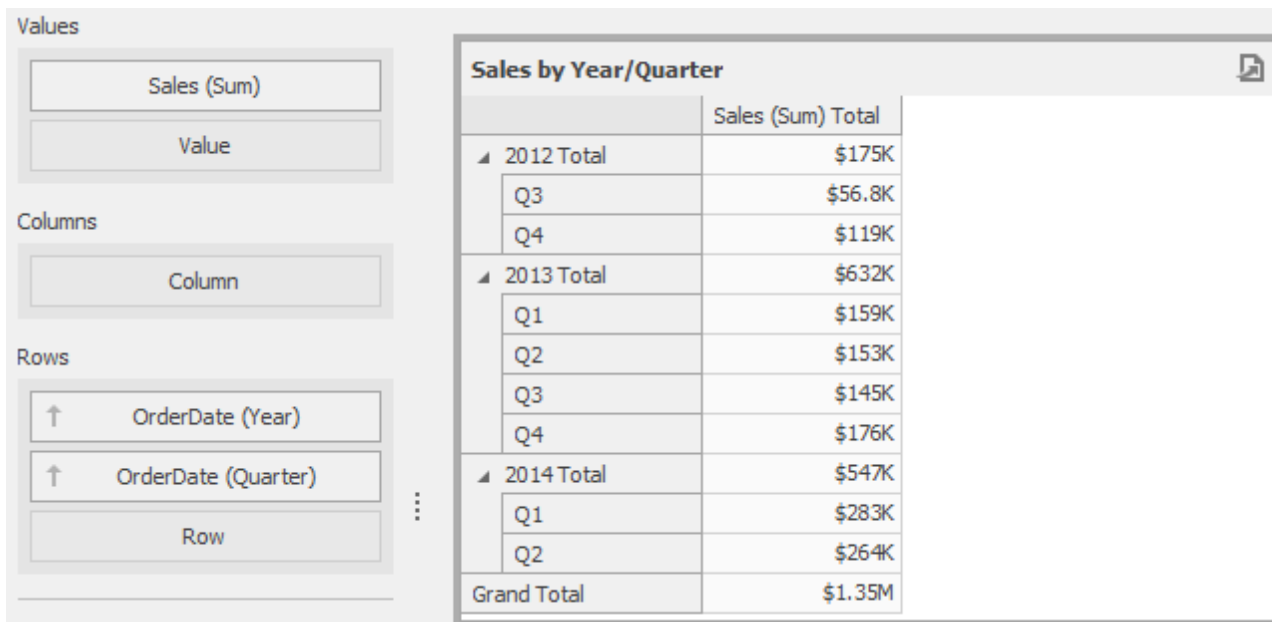 Values
Sales (Sum)
Value
Columns
Column
Rows
OrderDate (Year)
OrderDate (Quarter)
Row
Sales by Year/Quarter
Sales (Sum) Total
2012 Total $175K
Q3 $56.8K
Q4 $119K
2013 Total $632K
Q1 $159K
Q2 $153K
Q3 $145K
Q4 $176K
2014 Total $547K
Q1 $283K
Q2 $264K
Grand Total $1.35M